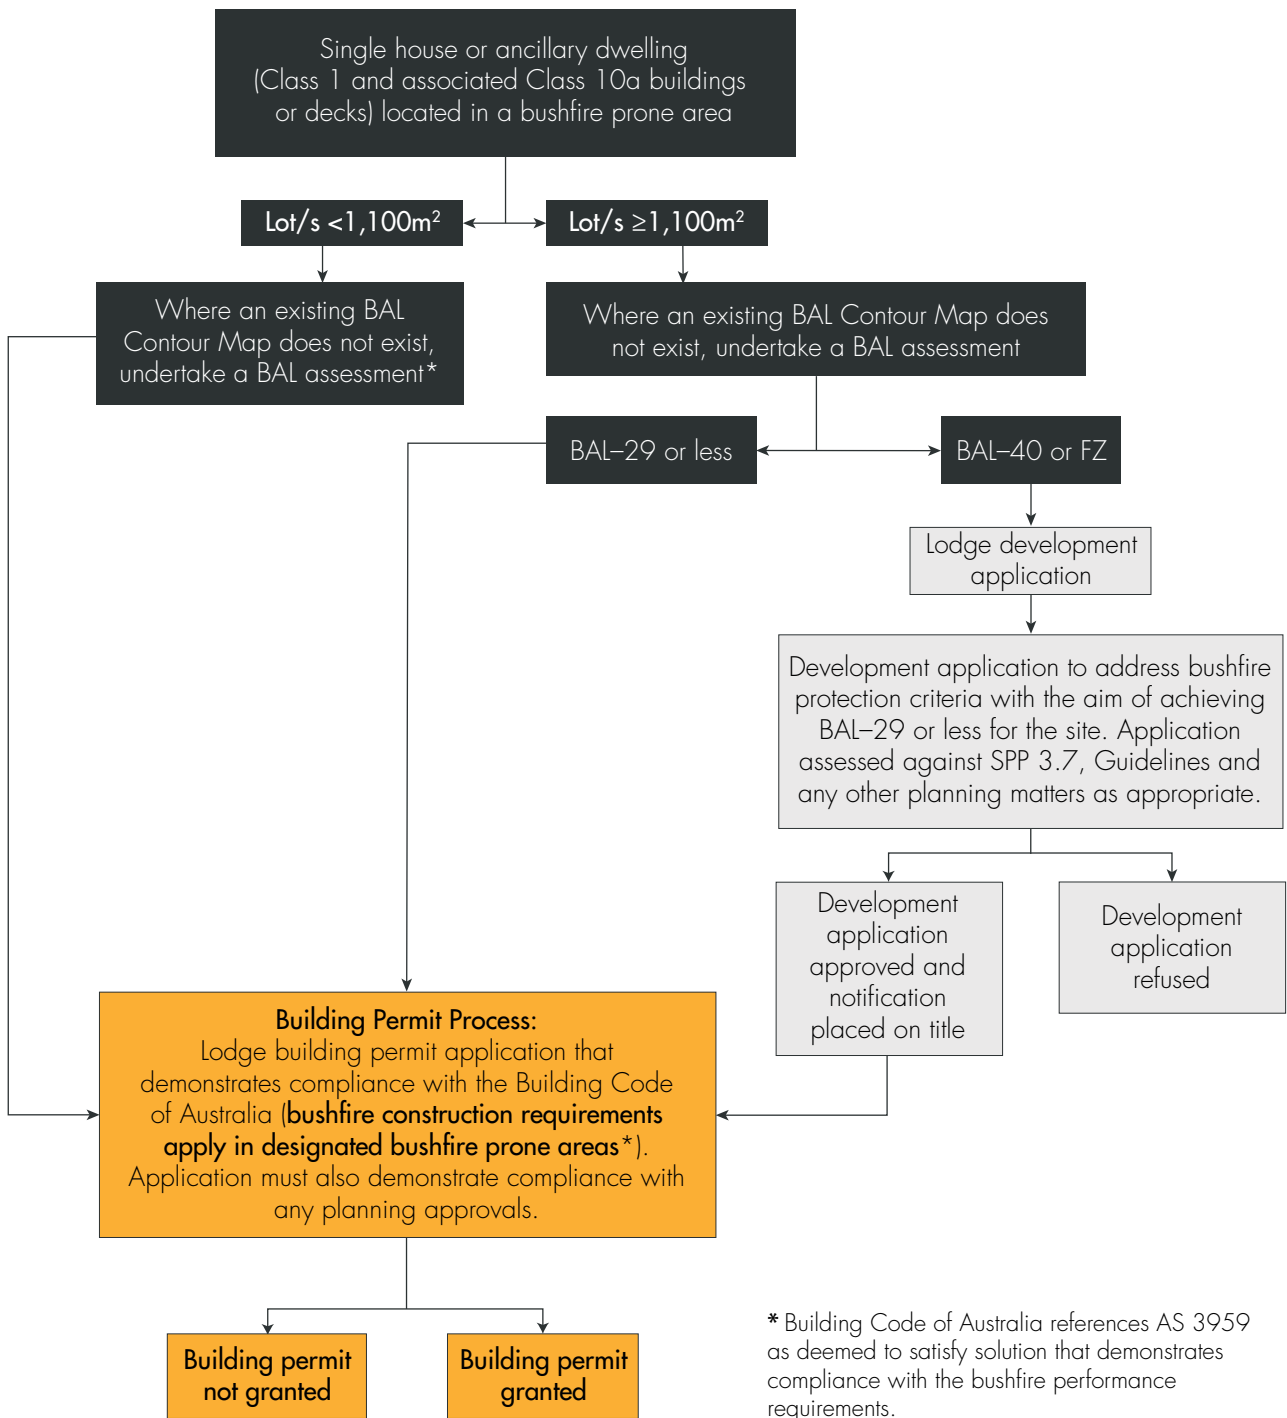 Single house or ancillary dwelling
(Class 1 and associated Class 10a buildings
or decks) located in a bushfire prone area
Lot/s <1,100m²
Lot/s ≥1,100m²
Where an existing BAL
Contour Map does not exist,
undertake a BAL assessment*
Where an existing BAL Contour Map does
not exist, undertake a BAL assessment
BAL–29 or less
BAL–40 or FZ
Lodge development
application
Development application to address bushfire
protection criteria with the aim of achieving
BAL–29 or less for the site. Application
assessed against SPP 3.7, Guidelines and
any other planning matters as appropriate.
Development
application
approved and
notification
placed on title
Development
application
refused
Building Permit Process:
Lodge building permit application that
demonstrates compliance with the Building Code
of Australia (bushfire construction requirements
apply in designated bushfire prone areas*).
Application must also demonstrate compliance with
any planning approvals.
Building permit
not granted
Building permit
granted
* Building Code of Australia references AS 3959
as deemed to satisfy solution that demonstrates
compliance with the bushfire performance
requirements.